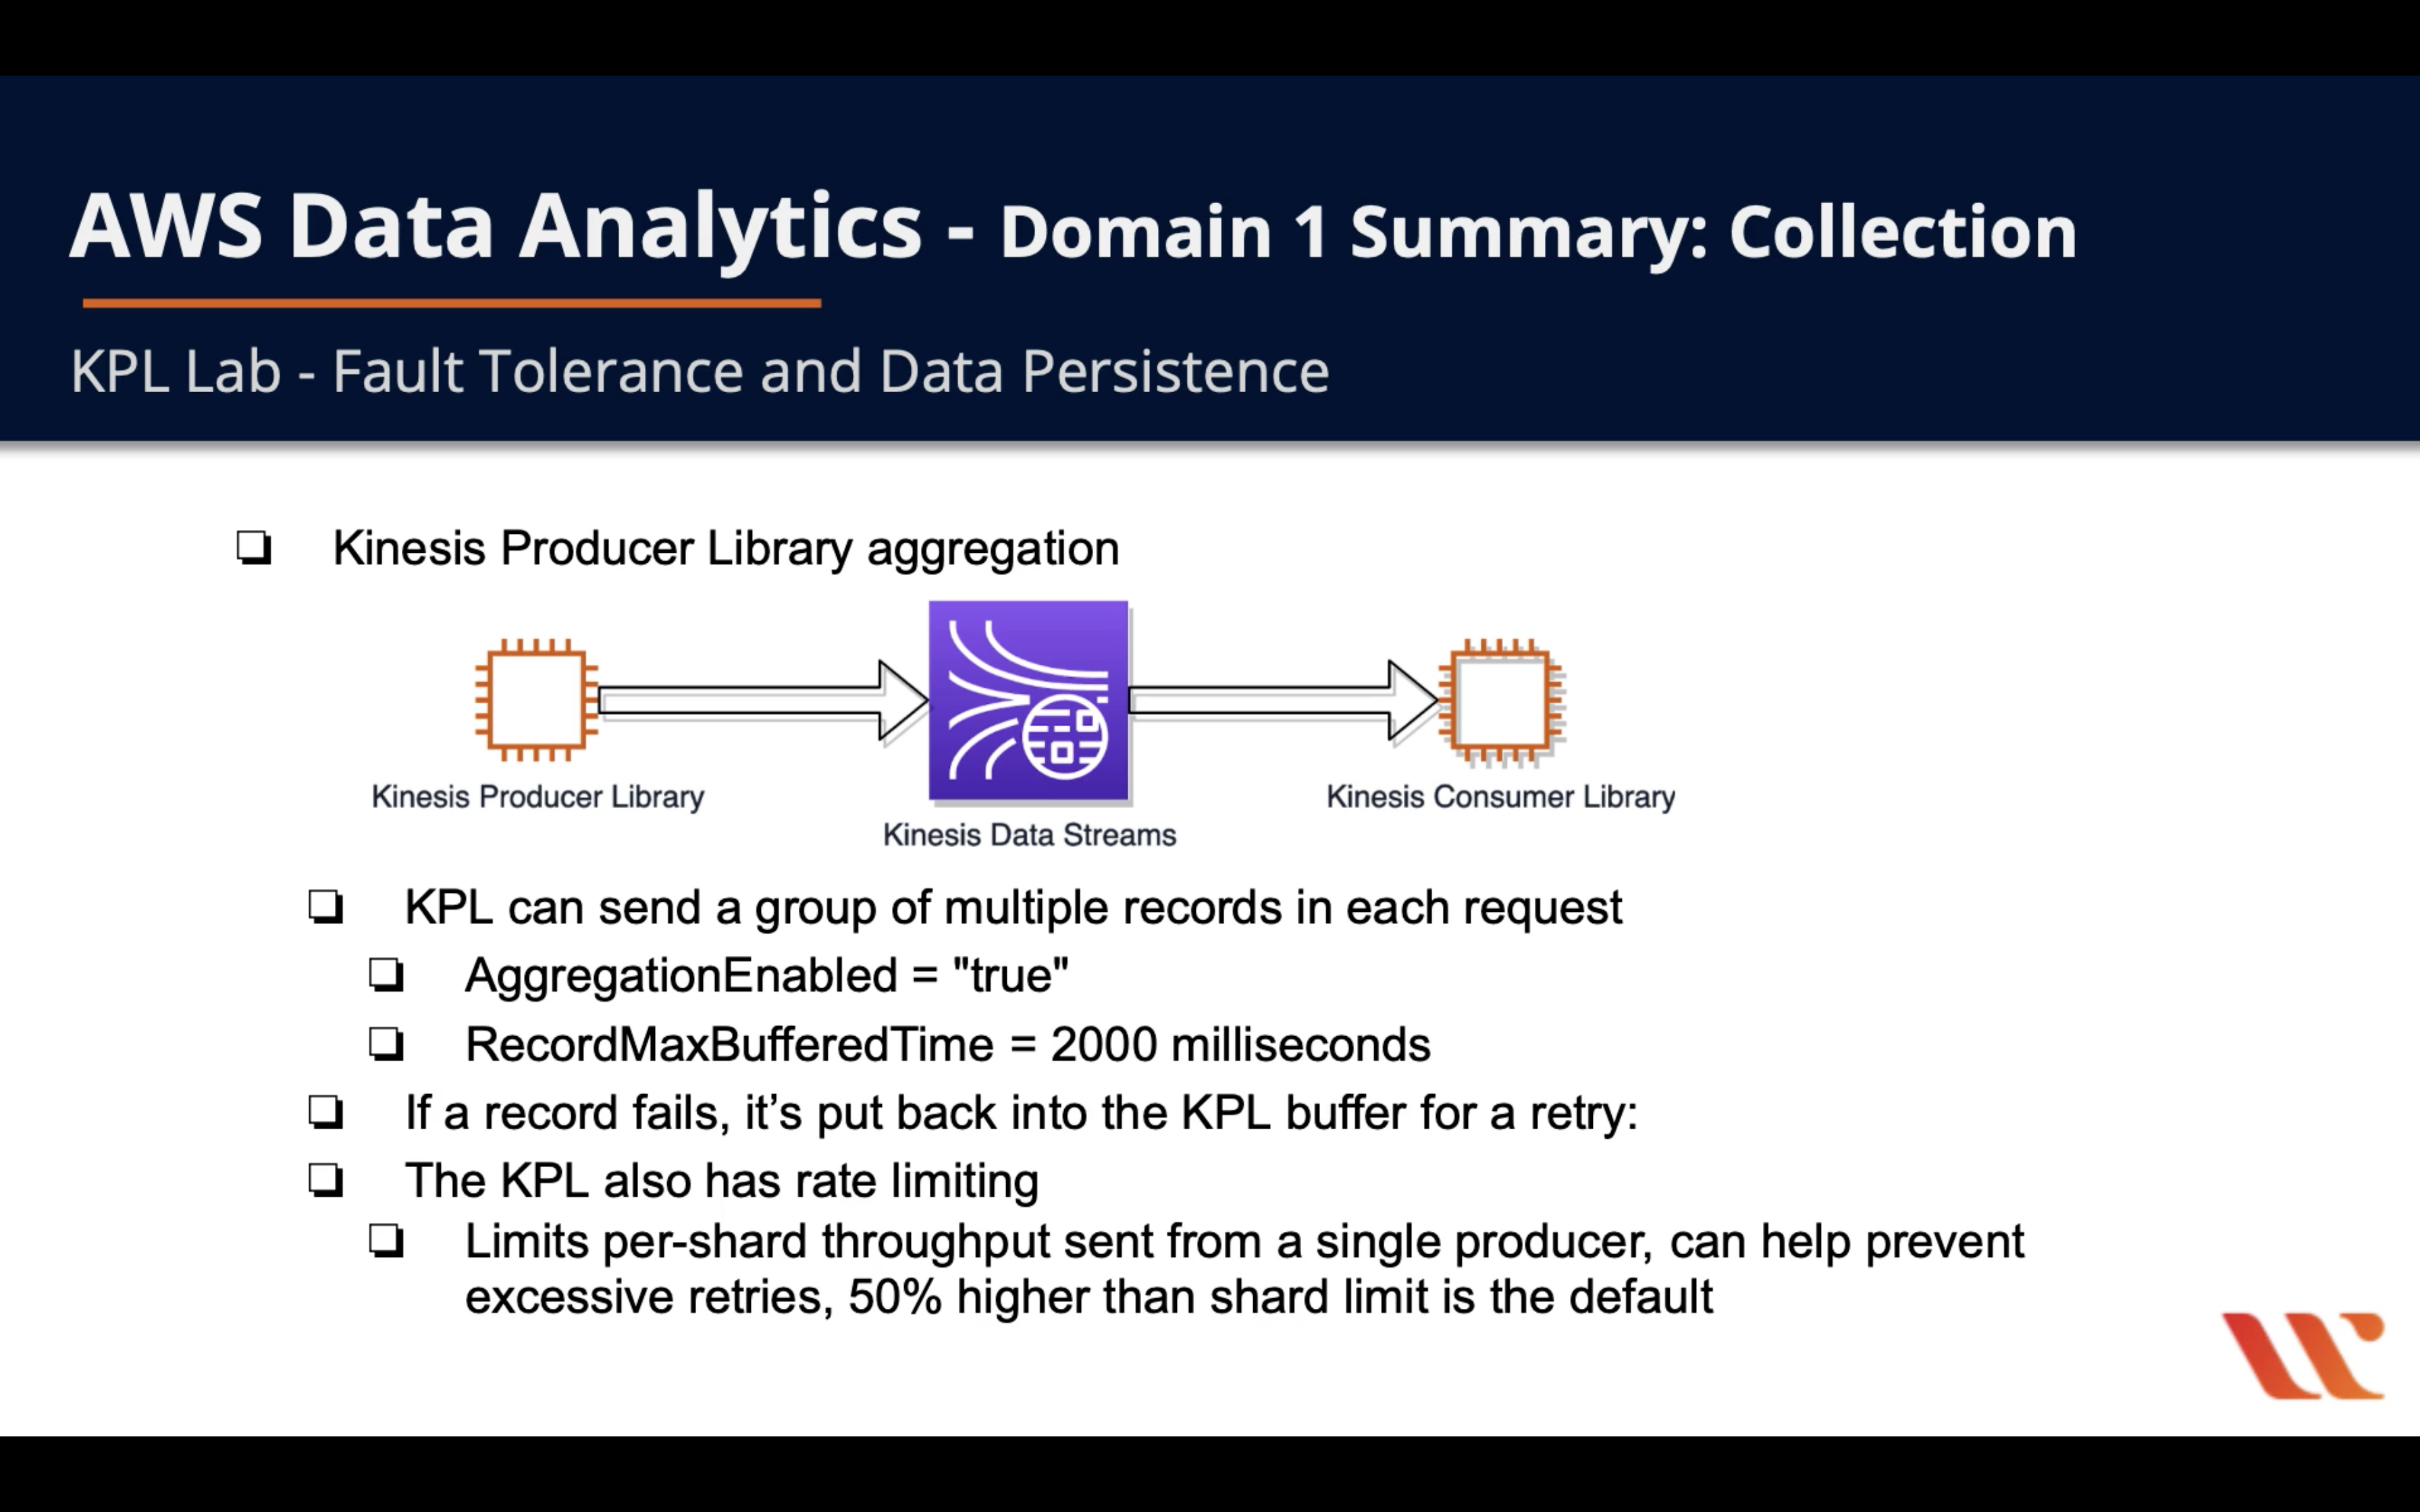 AWS Data Analytics - Domain 1 Summary: Collection
KPL Lab - Fault Tolerance and Data Persistence
Kinesis Producer Library aggregation
Kinesis Producer Library
Kinesis Data Streams
Kinesis Consumer Library
KPL can send a group of multiple records in each request
AggregationEnabled = "true"
RecordMaxBufferedTime = 2000 milliseconds
If a record fails, it’s put back into the KPL buffer for a retry:
The KPL also has rate limiting
Limits per-shard throughput sent from a single producer, can help prevent
excessive retries, 50% higher than shard limit is the default